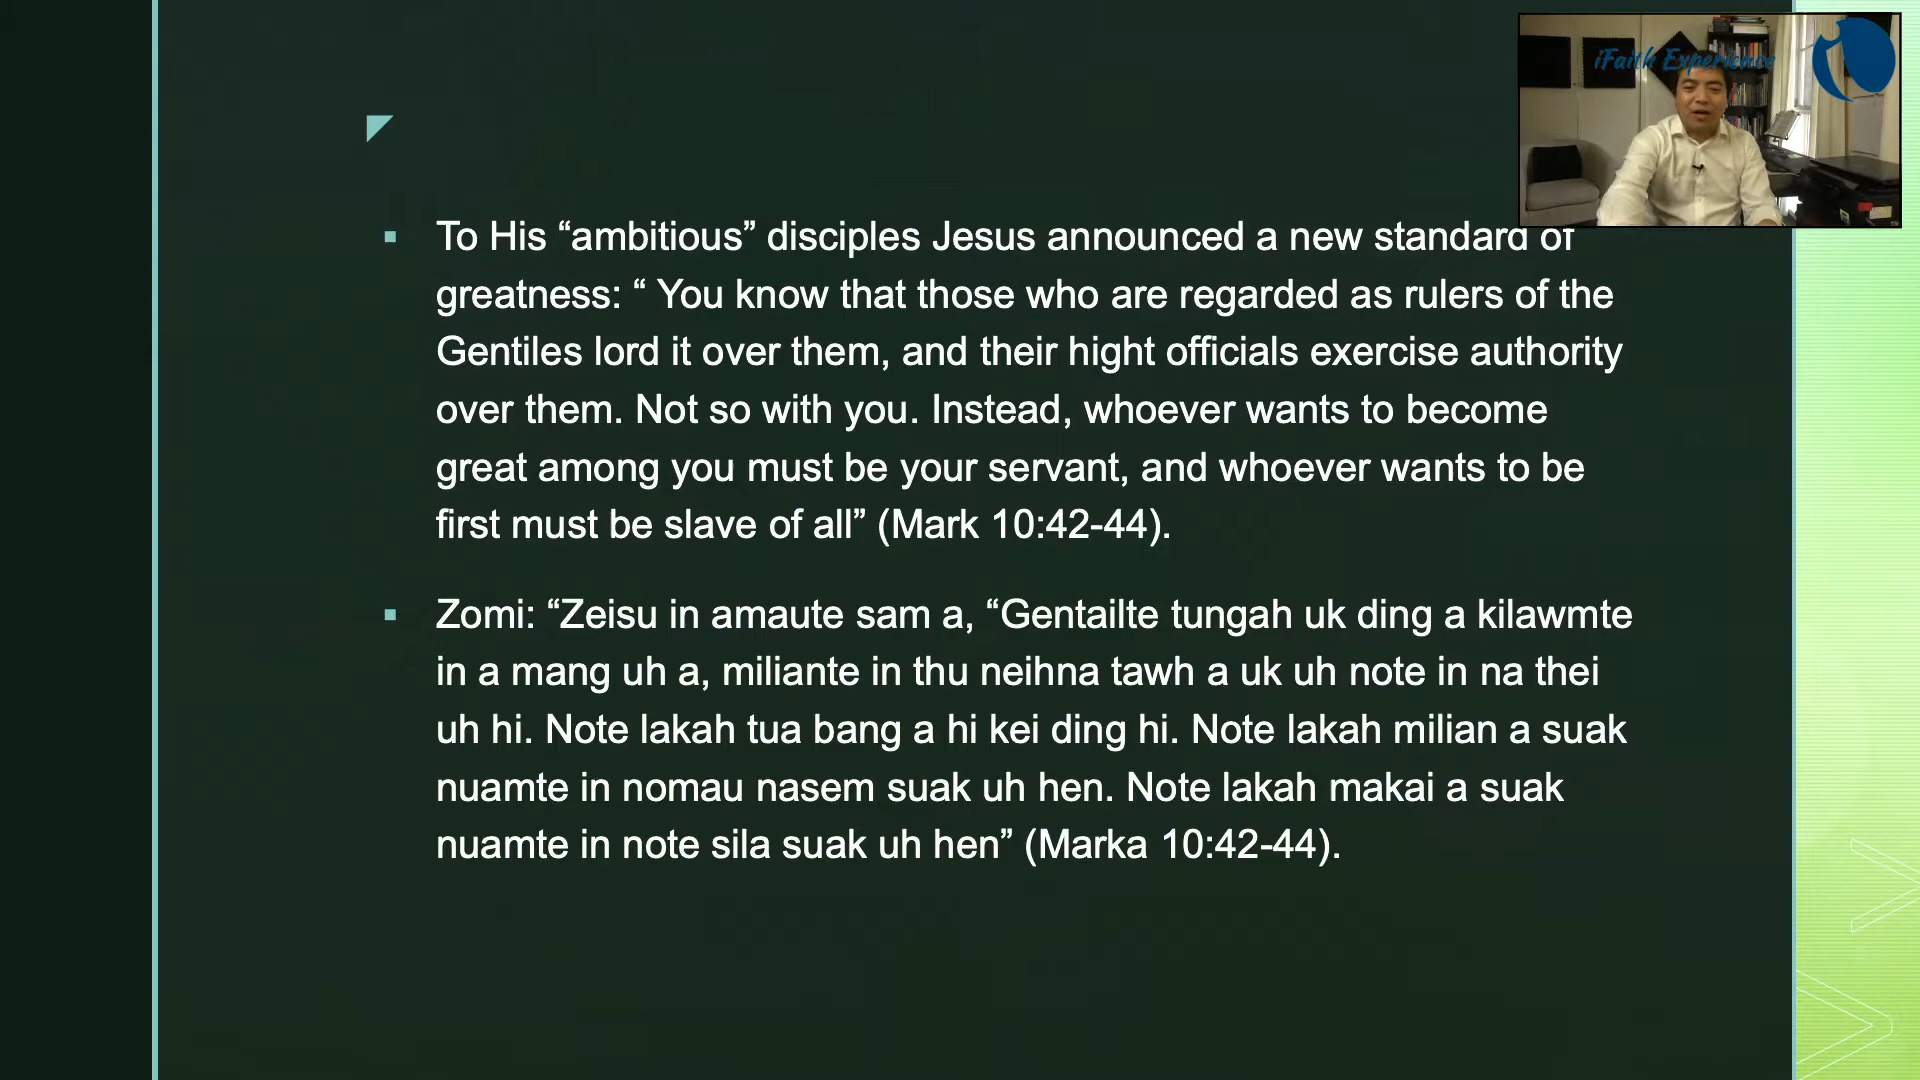 iFaith Experience
To His “ambitious” disciples Jesus announced a new standard of
greatness: “ You know that those who are regarded as rulers of the
Gentiles lord it over them, and their hight officials exercise authority
over them. Not so with you. Instead, whoever wants to become
great among you must be your servant, and whoever wants to be
first must be slave of all” (Mark 10:42-44).
Zomi: “Zeisu in amaute sam a, “Gentailte tungah uk ding a kilawmte
in a mang uh a, miliante in thu neihna tawh a uk uh note in na thei
uh hi. Note lakah tua bang a hi kei ding hi. Note lakah milian a suak
nuamte in nomau nasem suak uh hen. Note lakah makai a suak
nuamte in note sila suak uh hen” (Marka 10:42-44).